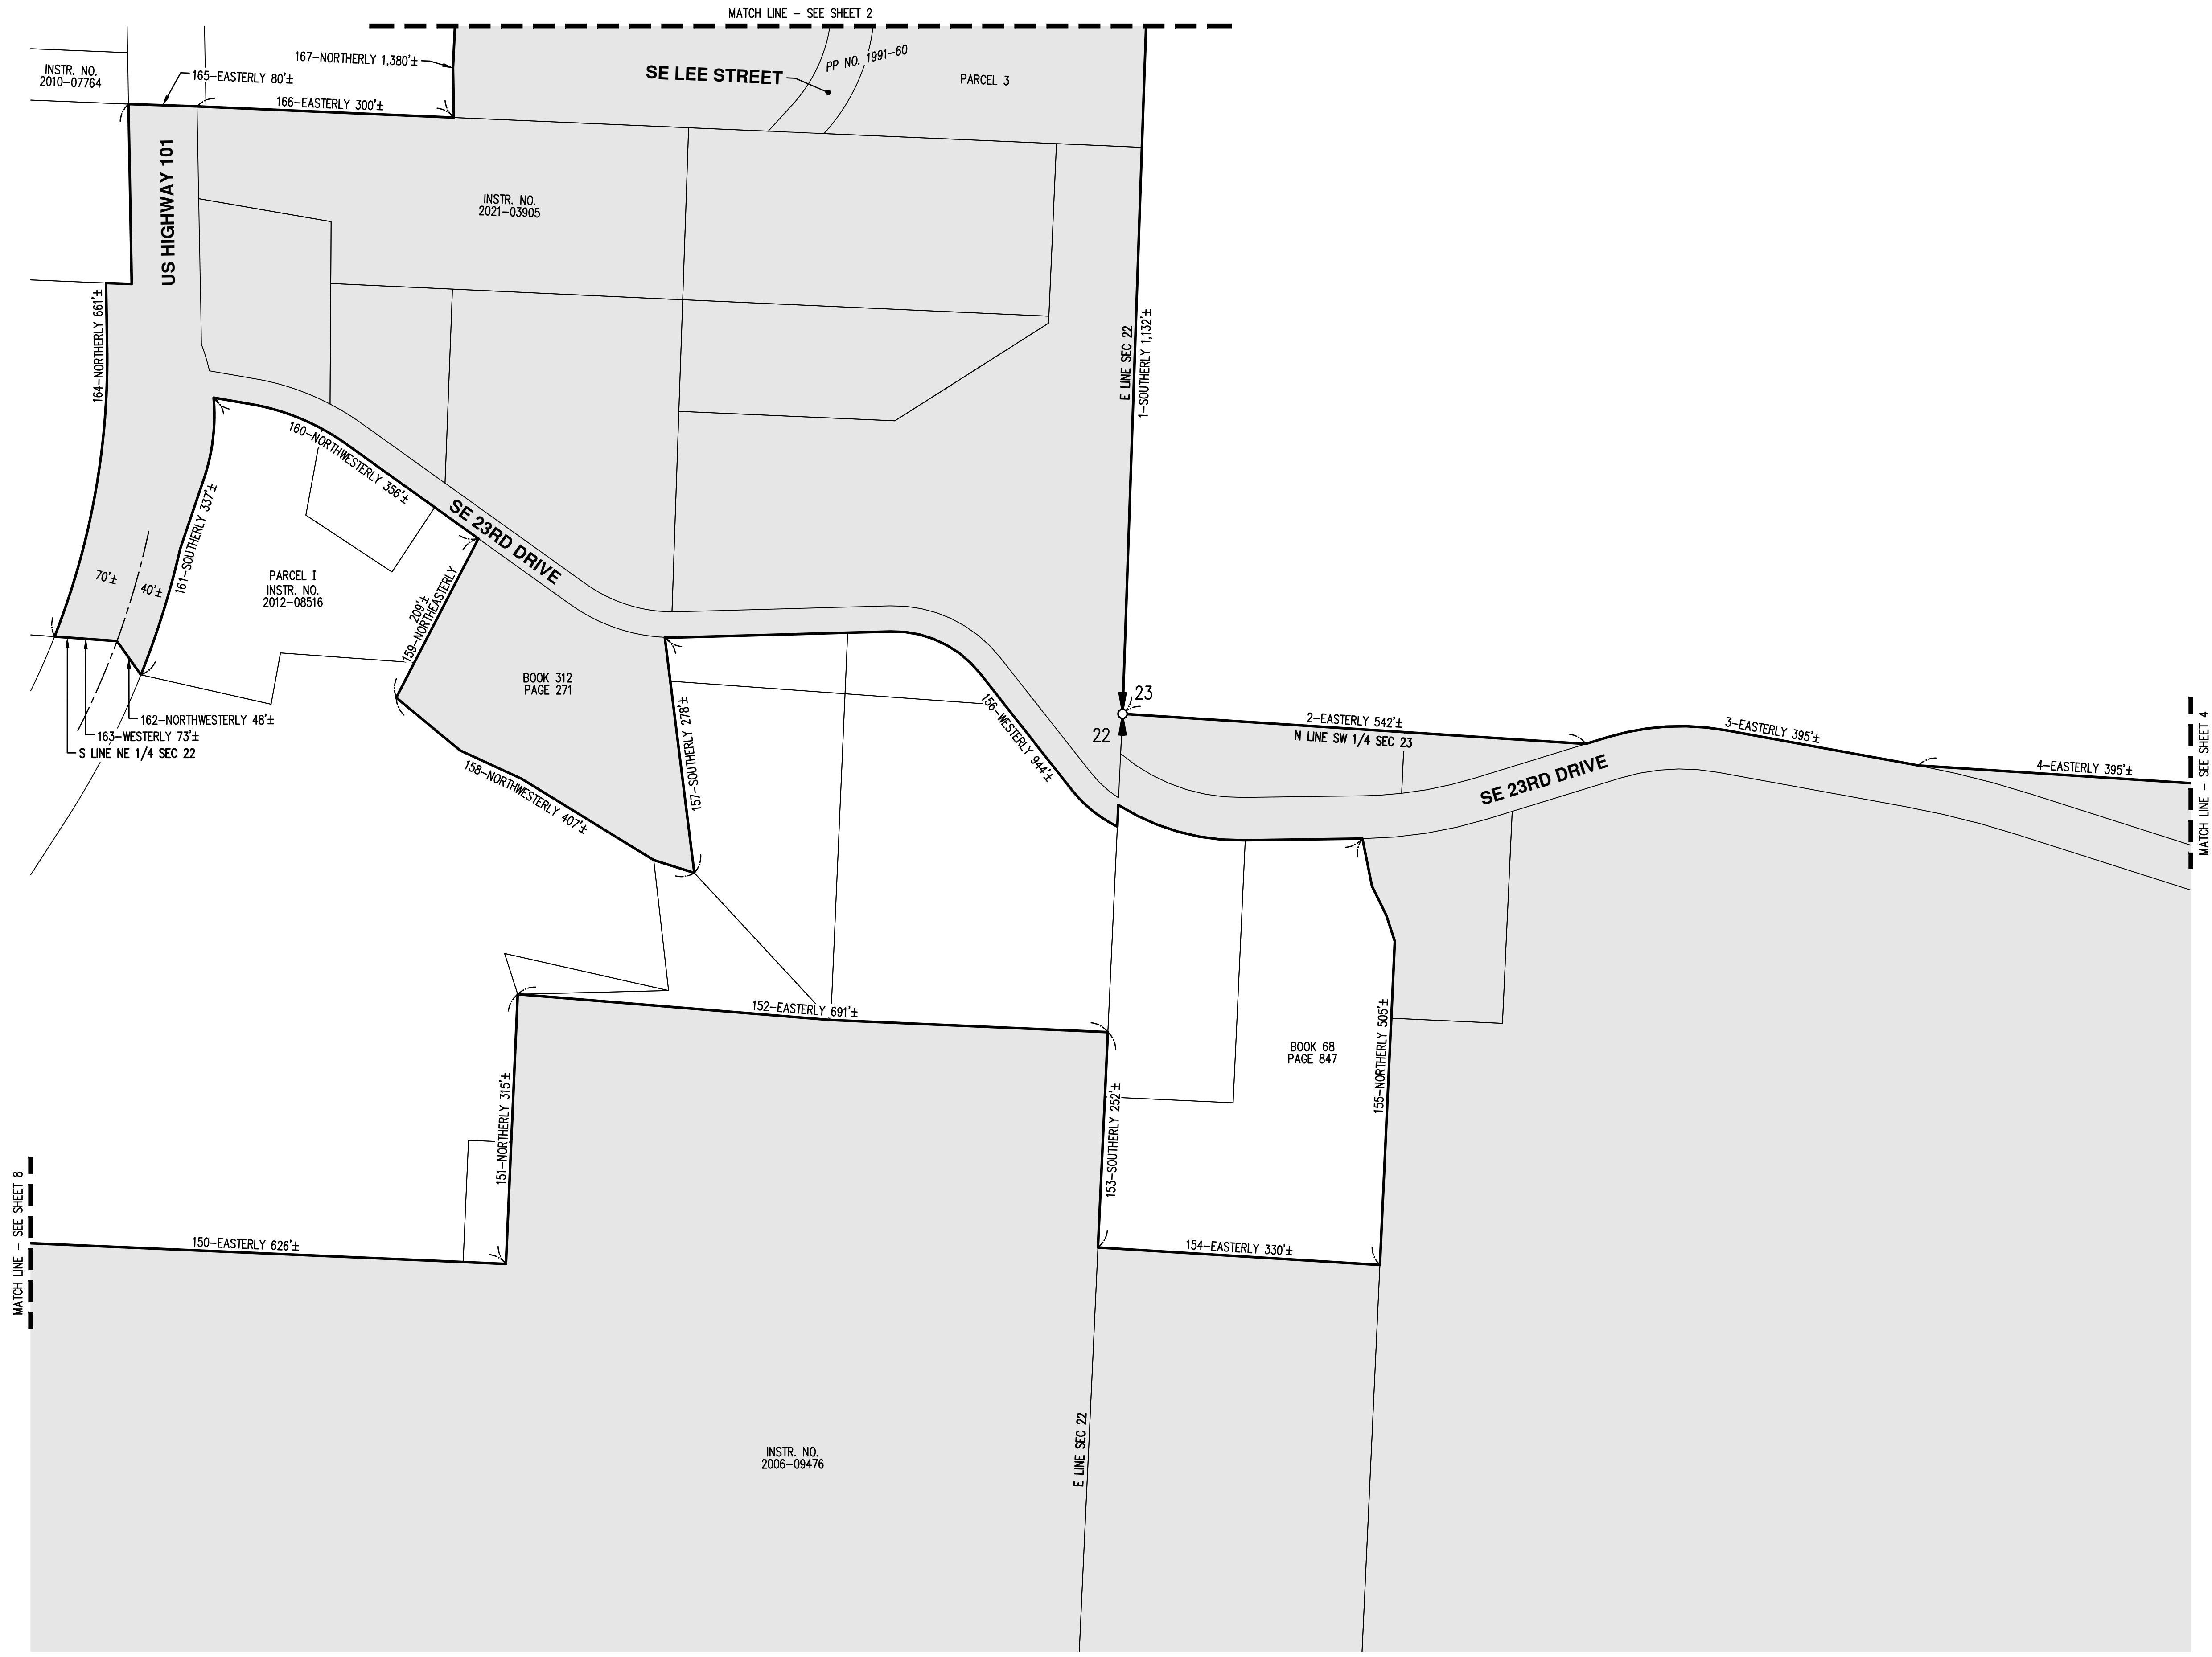 MATCH LINE - SEE SHEET 2
167-NORTHERLY 1,380'±
INSTR. NO.
2010-07764
165-EASTERLY 80'±
166-EASTERLY 300'±
SE LEE STREET
PP NO. 1991-60
PARCEL 3
US HIGHWAY 101
INSTR. NO.
2021-03905
164-NORTHERLY 661'±
E LINE SEC 22
1-SOUTHERLY 1,132'±
160-NORTHWESTERLY 356'±
SE 23RD DRIVE
161-SOUTHERLY 337'±
70'±
40'±
PARCEL I
INSTR. NO.
2012-08516
209'±
159-NORTHEASTERLY
BOOK 312
PAGE 271
157-SOUTHERLY 278'±
156-WESTERLY 944'±
23
22
2-EASTERLY 542'±
N LINE SW 1/4 SEC 23
3-EASTERLY 395'±
4-EASTERLY 395'±
SE 23RD DRIVE
MATCH LINE - SEE SHEET 4
162-NORTHWESTERLY 48'±
163-WESTERLY 73'±
S LINE NE 1/4 SEC 22
158-NORTHWESTERLY 407'±
152-EASTERLY 691'±
151-NORTHERLY 315'±
153-SOUTHERLY 252'±
BOOK 68
PAGE 847
155-NORTHERLY 505'±
154-EASTERLY 330'±
150-EASTERLY 626'±
MATCH LINE - SEE SHEET 8
INSTR. NO.
2006-09476
E LINE SEC 22